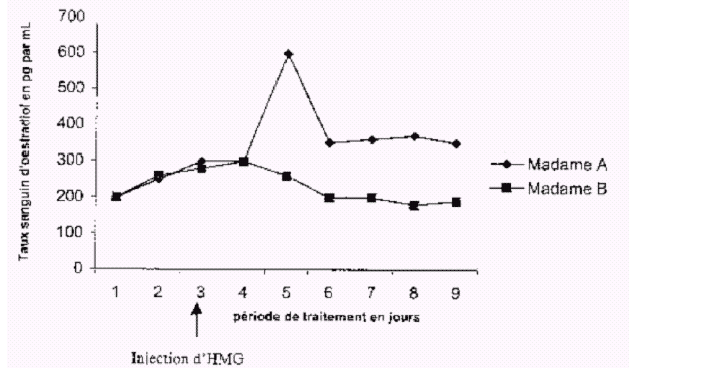 Taux sanguin d'oestradiol en pg par mL
700
600
500
400
300
200
100
0
1 2 3 4 5 6 7 8 9
période de traitement en jours
Injection d'HMG
Madame A
Madame B